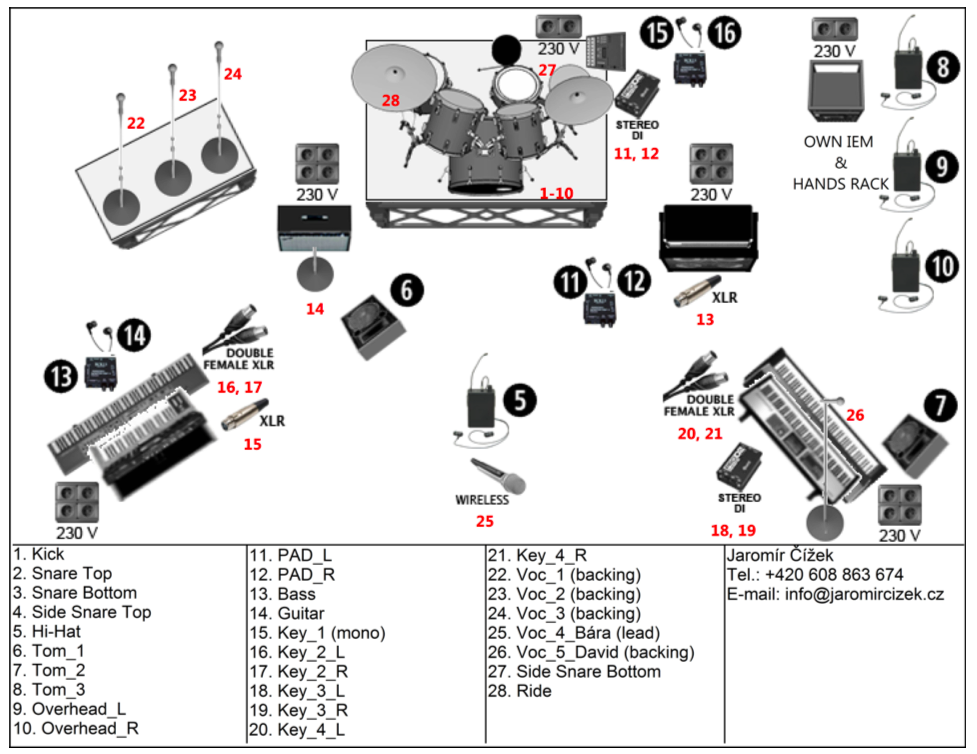 24
23
22
230 V
27
28
15
16
STEREO
DI
11, 12
1-10
230 V
8
OWN IEM
&
HANDS RACK
9
10
230 V
230 V
14
6
11
12
XLR
13
13
14
DOUBLE
FEMALE XLR
16, 17
XLR
15
230 V
5
WIRELESS
25
DOUBLE
FEMALE XLR
20, 21
STEREO
DI
18, 19
26
7
230 V
1. Kick
2. Snare Top
3. Snare Bottom
4. Side Snare Top
5. Hi-Hat
6. Tom_1
7. Tom_2
8. Tom_3
9. Overhead_L
10. Overhead_R
11. PAD_L
12. PAD_R
13. Bass
14. Guitar
15. Key_1 (mono)
16. Key_2_L
17. Key_2_R
18. Key_3_L
19. Key_3_R
20. Key_4_L
21. Key_4_R
22. Voc_1 (backing)
23. Voc_2 (backing)
24. Voc_3 (backing)
25. Voc_4_Bára (lead)
26. Voc_5_David (backing)
27. Side Snare Bottom
28. Ride
Jaromír Čížek
Tel.: +420 608 863 674
E-mail: info@jaromircizek.cz